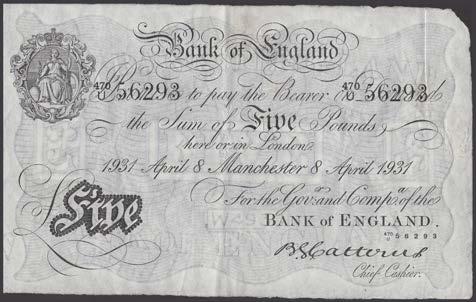 Bank of England
470/U 56293 to pay the Bearer 470/U 56293
the Sum of Five Pounds
here or in London
1931 April 8 Manchester 8 April 1931
For the Govr and Compa of the
BANK OF ENGLAND.
Five
470/U 56293
B G Catterns
Chief Cashier.